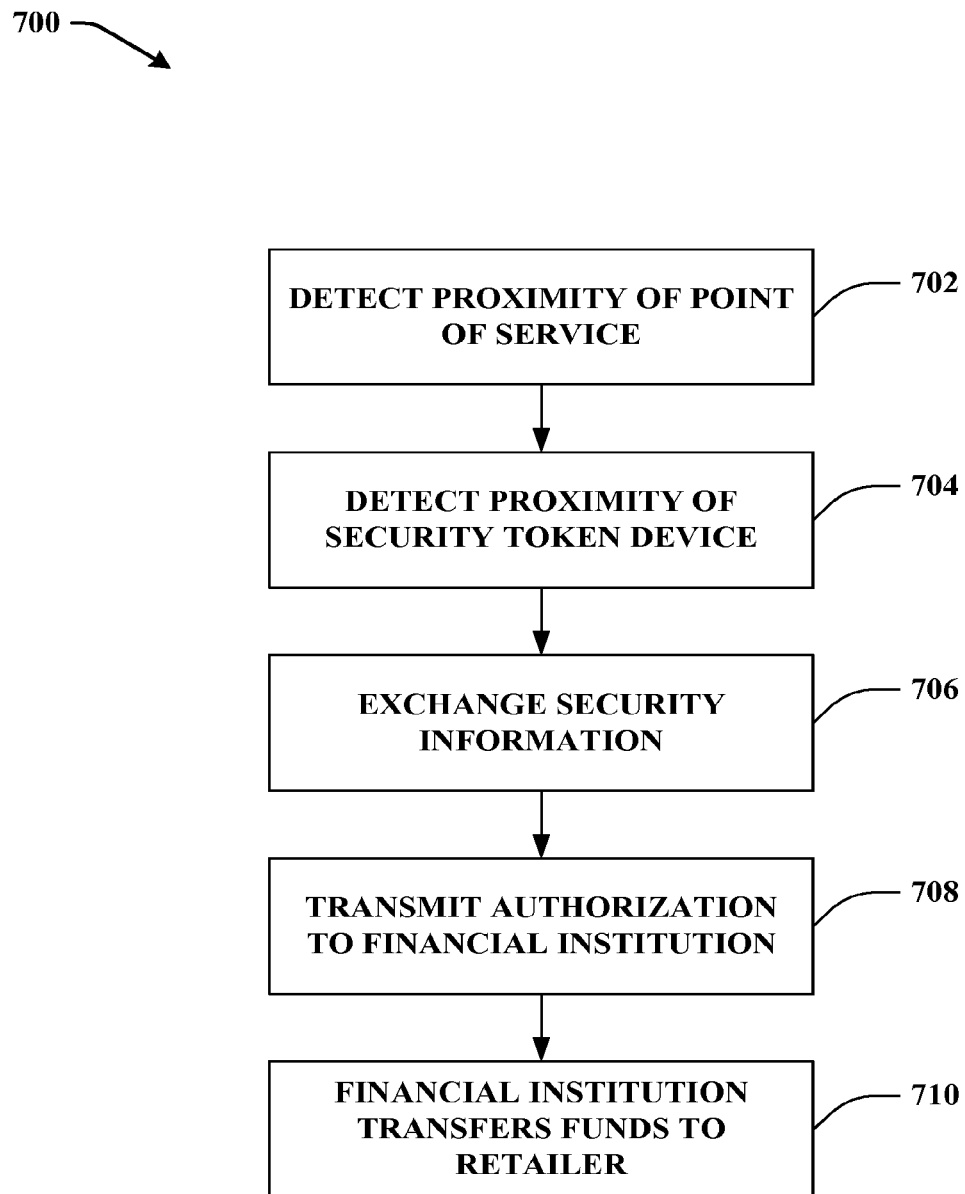 700
DETECT PROXIMITY OF POINT
OF SERVICE
702
DETECT PROXIMITY OF
SECURITY TOKEN DEVICE
704
EXCHANGE SECURITY
INFORMATION
706
TRANSMIT AUTHORIZATION
TO FINANCIAL INSTITUTION
708
FINANCIAL INSTITUTION
TRANSFERS FUNDS TO
RETAILER
710